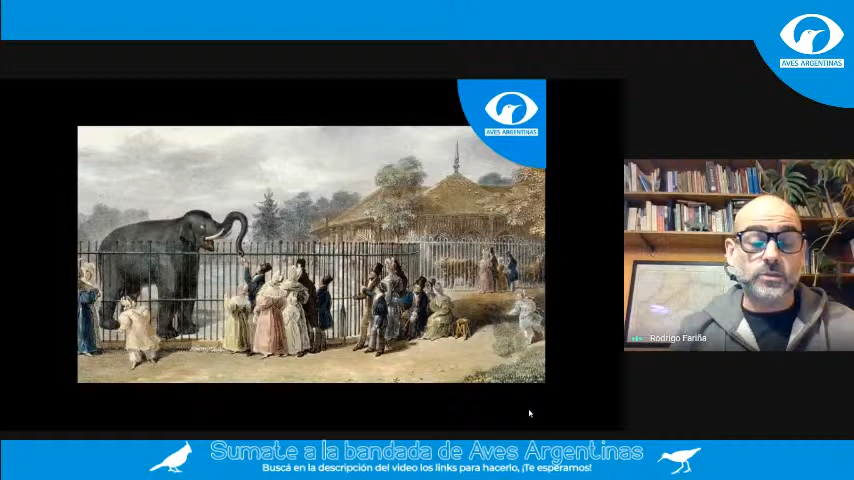 AVES ARGENTINAS
AVES ARGENTINAS
Rodrigo Fariña
Sumate a la bandada de Aves Argentinas
Buscá en la descripción del video los links para hacerlo, ¡Te esperamos!